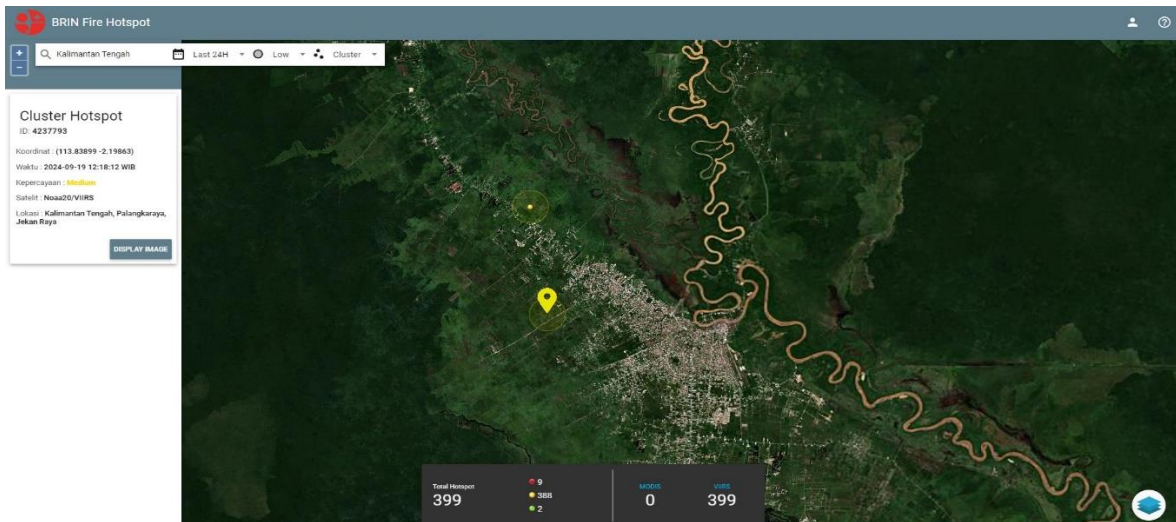 BRIN Fire Hotspot
+
Kalimantan Tengah Last 24H Low Cluster
−
Cluster Hotspot
ID: 4237793
Koordinat : (113.83899 -2.19863)
Waktu : 2024-09-19 12:18:12 WIB
Kepercayaan : Medium
Satelit : Noaa20/VIIRS
Lokasi : Kalimantan Tengah, Palangkaraya,
Jekan Raya
DISPLAY IMAGE
Total Hotspot
399
9
388
2
MODIS
0
VIIRS
399